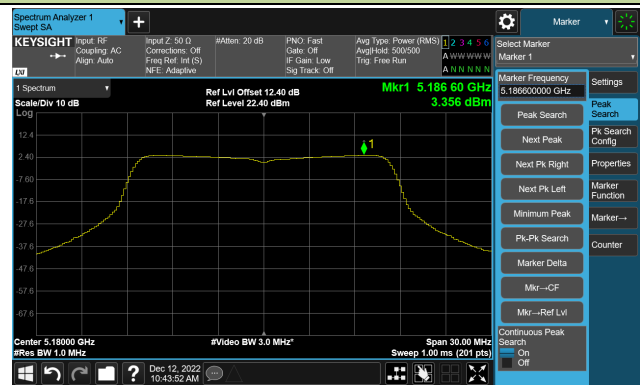 Spectrum Analyzer 1
Swept SA
+
Marker
KEYSIGHT
Input: RF
Coupling: AC
Align: Auto
Input Z: 50 Ω
Corrections: Off
Freq Ref: Int (S)
NFE: Adaptive
#Atten: 20 dB
PNO: Fast
Gate: Off
IF Gain: Low
Sig Track: Off
Avg Type: Power (RMS)
Avg|Hold: 500/500
Trig: Free Run
1 2 3 4 5 6
A W W W W W
A N N N N N
LXI
Select Marker
Marker 1
1 Spectrum
Scale/Div 10 dB
Log
Ref Lvl Offset 12.40 dB
Ref Level 22.40 dBm
Mkr1 5.186 60 GHz
3.356 dBm
1
12.4
2.40
-7.60
-17.6
-27.6
-37.6
-47.6
-57.6
-67.6
Center 5.18000 GHz
#Res BW 1.0 MHz
#Video BW 3.0 MHz*
Span 30.00 MHz
Sweep 1.00 ms (201 pts)
Marker Frequency
5.186600000 GHz
Peak Search
Next Peak
Next Pk Right
Next Pk Left
Minimum Peak
Pk-Pk Search
Marker Delta
Mkr→CF
Mkr→Ref Lvl
Continuous Peak
Search
On
Off
Settings
Peak
Search
Pk Search
Config
Properties
Marker
Function
Marker→
Counter
?
Dec 12, 2022
10:43:52 AM